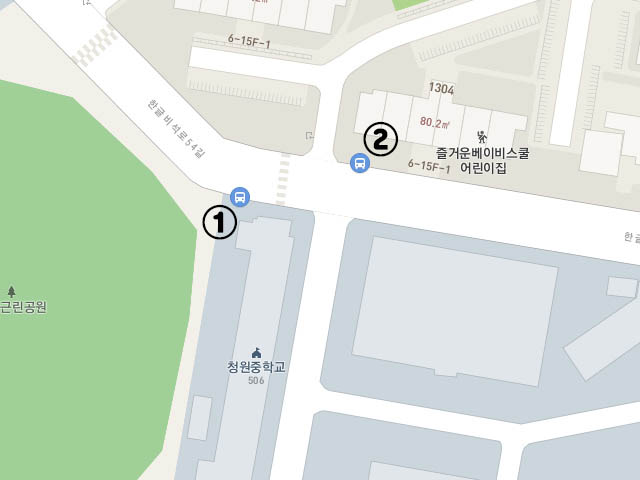 6-15F-1
1304
80.2㎡
한글비석로54길
②
즐거운베이비스쿨
어린이집
6-15F-1
①
한글
근린공원
청원중학교
506